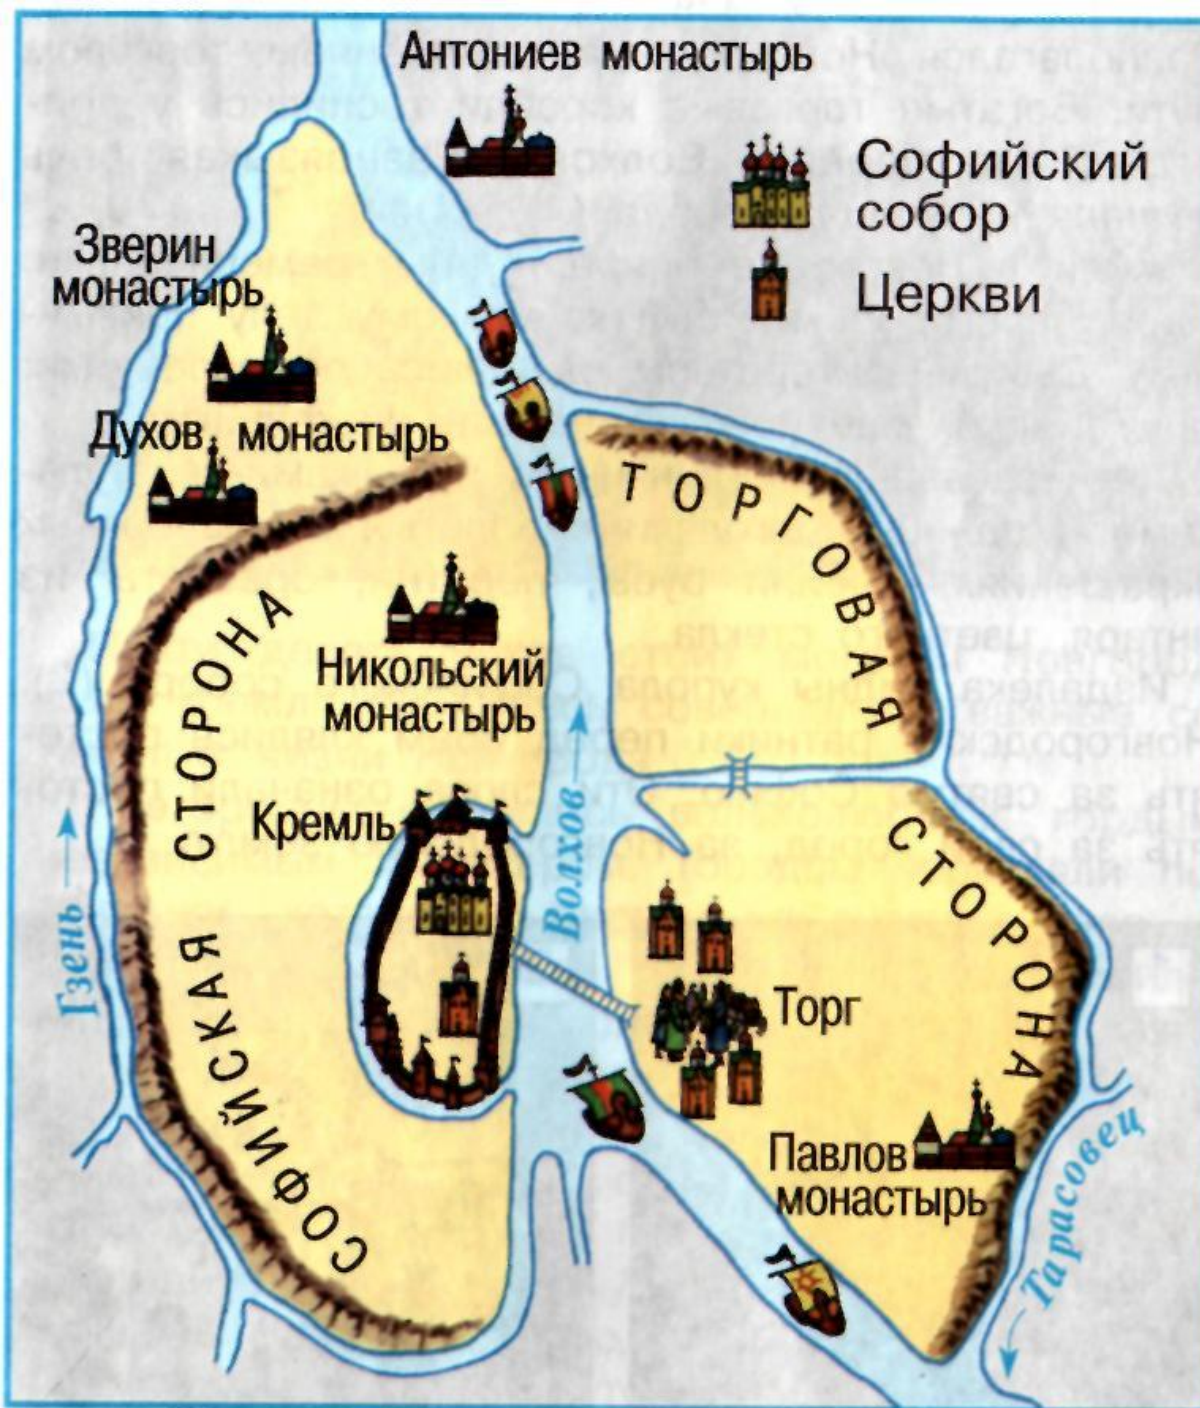 Антониев монастырь
Софийский
собор
Церкви
Зверин
монастырь
Духов монастырь
ТОРГОВАЯ
СТОРОНА
СОФИЙСКАЯ СТОРОНА
Никольский
монастырь
Кремль
Волхов
Гзень
Торг
Павлов
монастырь
Тарасовец